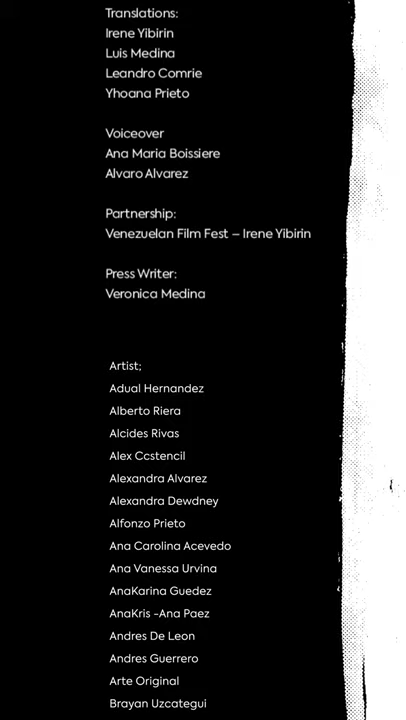 Translations:
Irene Yibirin
Luis Medina
Leandro Comrie
Yhoana Prieto
Voiceover
Ana Maria Boissiere
Alvaro Alvarez
Partnership:
Venezuelan Film Fest – Irene Yibirin
Press Writer:
Veronica Medina
Artist;
Adual Hernandez
Alberto Riera
Alcides Rivas
Alex Ccstencil
Alexandra Alvarez
Alexandra Dewdney
Alfonzo Prieto
Ana Carolina Acevedo
Ana Vanessa Urvina
AnaKarina Guedez
AnaKris -Ana Paez
Andres De Leon
Andres Guerrero
Arte Original
Brayan Uzcategui